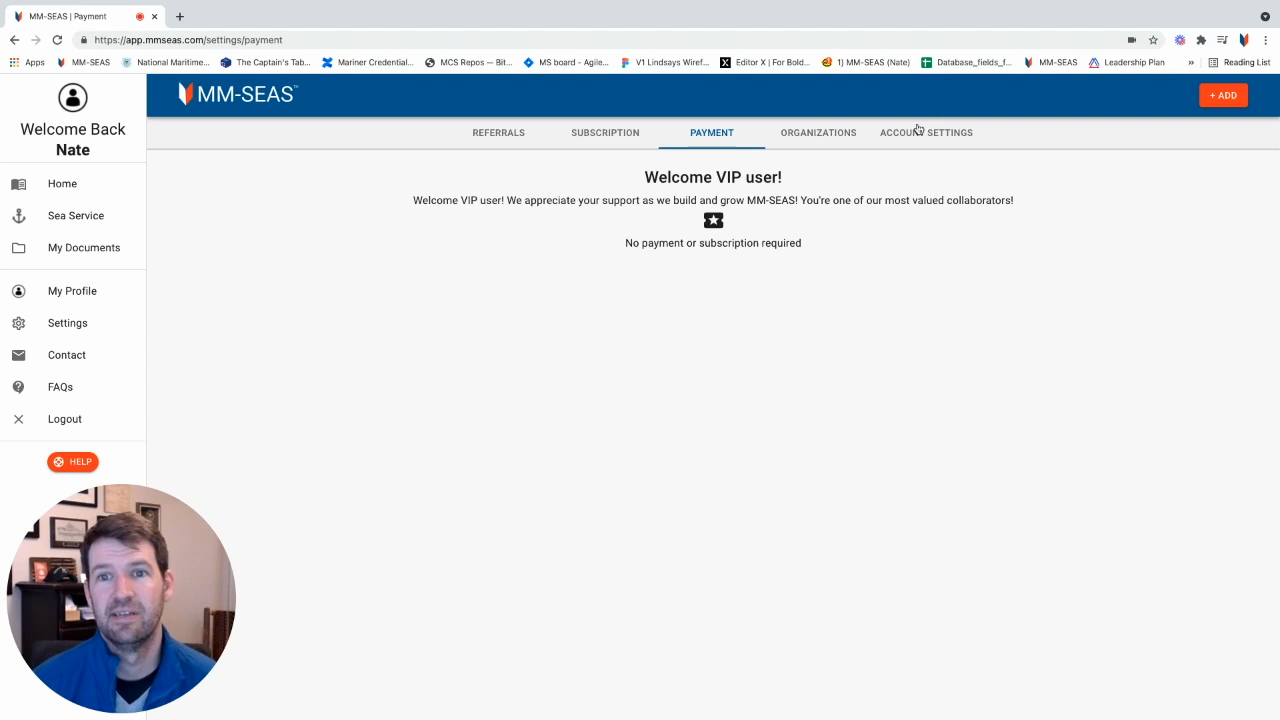 MM-SEAS | Payment
https://app.mmseas.com/settings/payment
Apps
MM-SEAS
National Maritime...
The Captain's Tab...
Mariner Credential...
MCS Repos — Bit...
MS board - Agile...
V1 Lindsays Wiref...
Editor X | For Bold...
1) MM-SEAS (Nate)
Database_fields_f...
MM-SEAS
Leadership Plan
»
Reading List
Welcome Back
Nate
Home
Sea Service
My Documents
My Profile
Settings
Contact
FAQs
Logout
HELP
MM-SEAS™
+ ADD
REFERRALS
SUBSCRIPTION
PAYMENT
ORGANIZATIONS
ACCOUNT SETTINGS
Welcome VIP user!
Welcome VIP user! We appreciate your support as we build and grow MM-SEAS! You're one of our most valued collaborators!
No payment or subscription required